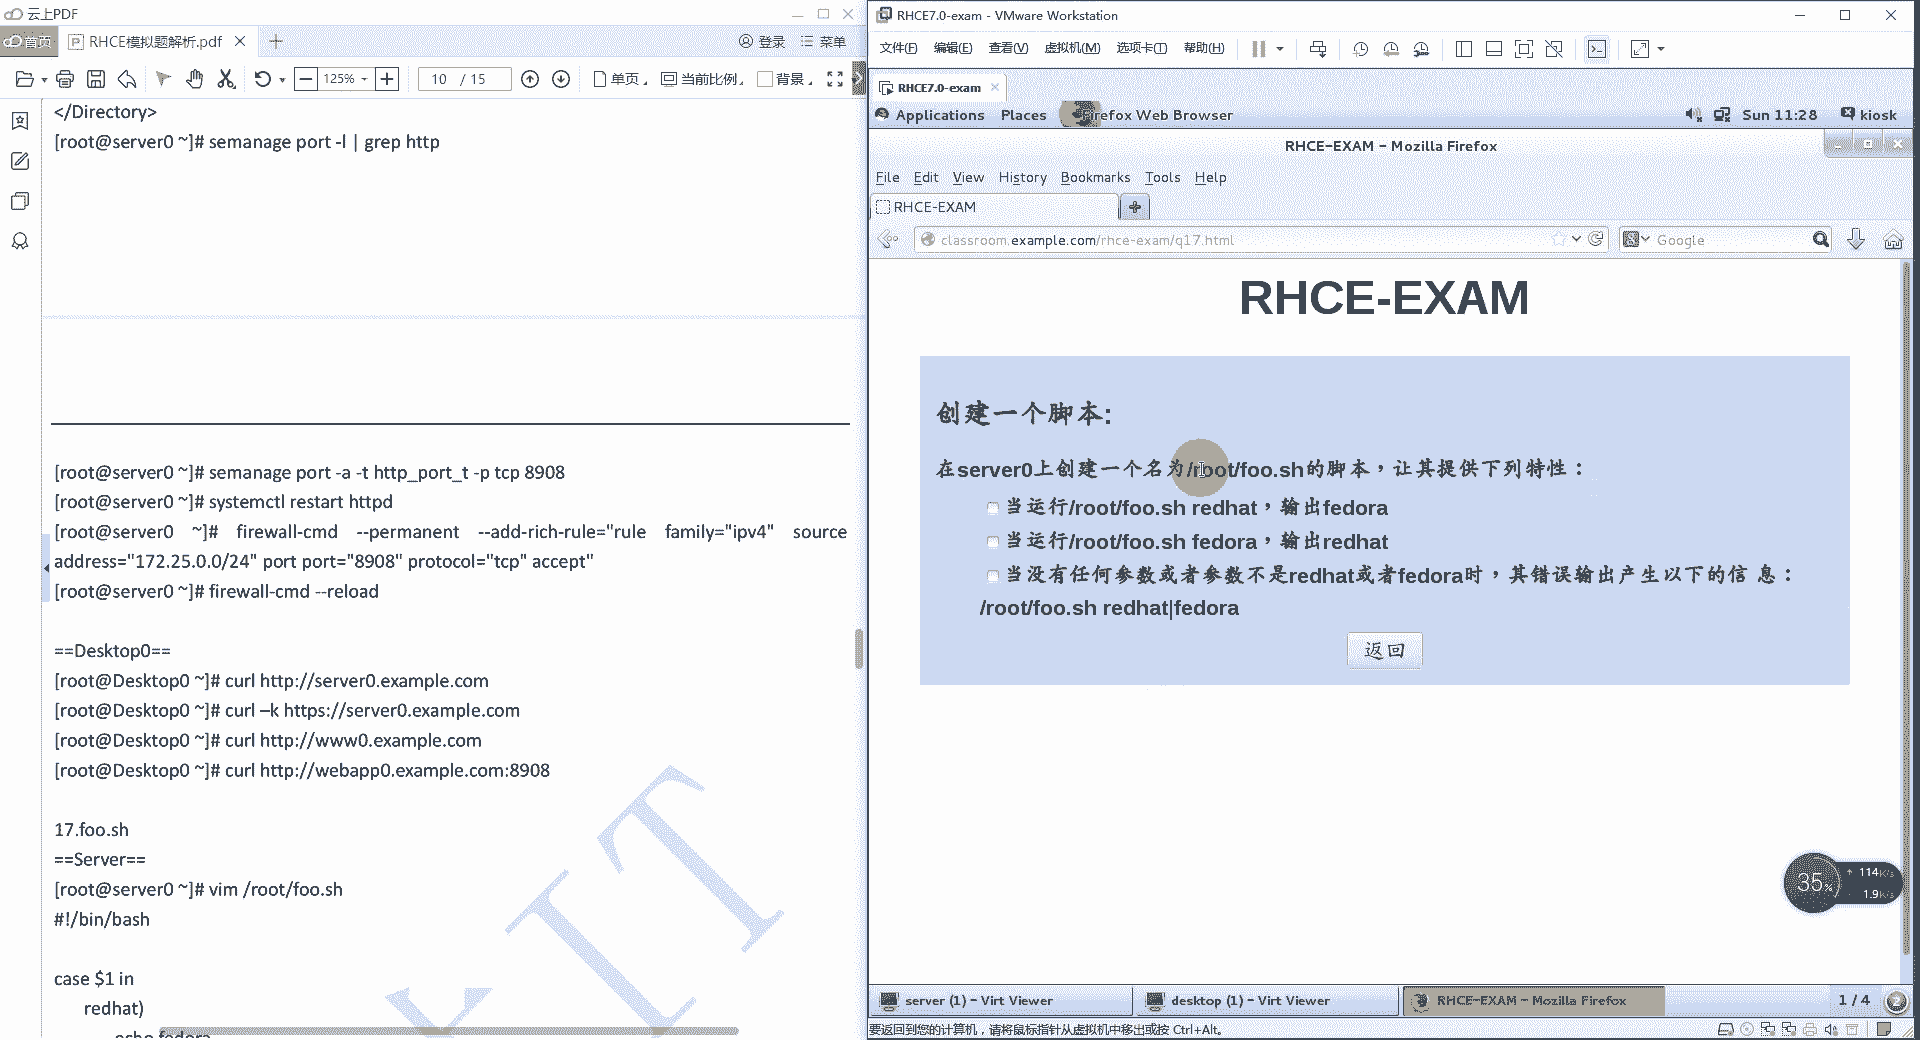 云上PDF
首页
RHCE模拟题解析.pdf
登录
菜单
125%
10 / 15
单页
当前比例
背景
</Directory>
[root@server0 ~]# semanage port -l | grep http
[root@server0 ~]# semanage port -a -t http_port_t -p tcp 8908
[root@server0 ~]# systemctl restart httpd
[root@server0 ~]# firewall-cmd --permanent --add-rich-rule="rule family="ipv4" source
address="172.25.0.0/24" port port="8908" protocol="tcp" accept"
[root@server0 ~]# firewall-cmd --reload
==Desktop0==
[root@Desktop0 ~]# curl http://server0.example.com
[root@Desktop0 ~]# curl –k https://server0.example.com
[root@Desktop0 ~]# curl http://www0.example.com
[root@Desktop0 ~]# curl http://webapp0.example.com:8908
17.foo.sh
==Server==
[root@server0 ~]# vim /root/foo.sh
#!/bin/bash
case $1 in
redhat)
echo fedora
KIT
RHCE7.0-exam - VMware Workstation
文件(F) 编辑(E) 查看(V) 虚拟机(M) 选项卡(T) 帮助(H)
RHCE7.0-exam
Applications Places Firefox Web Browser
Sun 11:28 kiosk
RHCE-EXAM - Mozilla Firefox
File Edit View History Bookmarks Tools Help
RHCE-EXAM
classroom.example.com/rhce-exam/q17.html
Google
RHCE-EXAM
创建一个脚本:
在server0上创建一个名为/root/foo.sh的脚本，让其提供下列特性：
当运行/root/foo.sh redhat，输出fedora
当运行/root/foo.sh fedora，输出redhat
当没有任何参数或者参数不是redhat或者fedora时，其错误输出产生以下的信 息：
/root/foo.sh redhat|fedora
返回
35%
114K/s
1.9K/s
server (1) - Virt Viewer
desktop (1) - Virt Viewer
RHCE-EXAM - Mozilla Firefox
1 / 4
要返回到您的计算机，请将鼠标指针从虚拟机中移出或按 Ctrl+Alt。